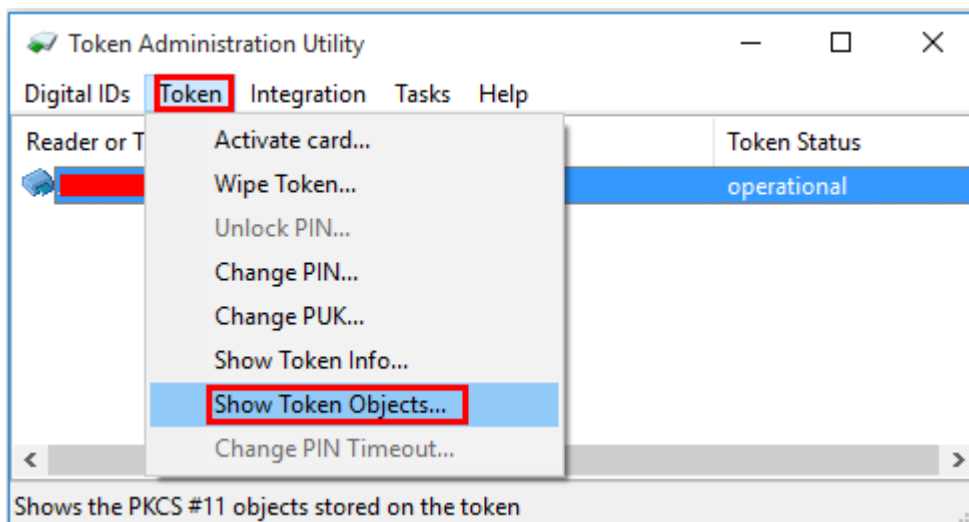 Token Administration Utility
Digital IDs Token Integration Tasks Help
Reader or T Token Status
operational
Activate card...
Wipe Token...
Unlock PIN...
Change PIN...
Change PUK...
Show Token Info...
Show Token Objects...
Change PIN Timeout...
Shows the PKCS #11 objects stored on the token